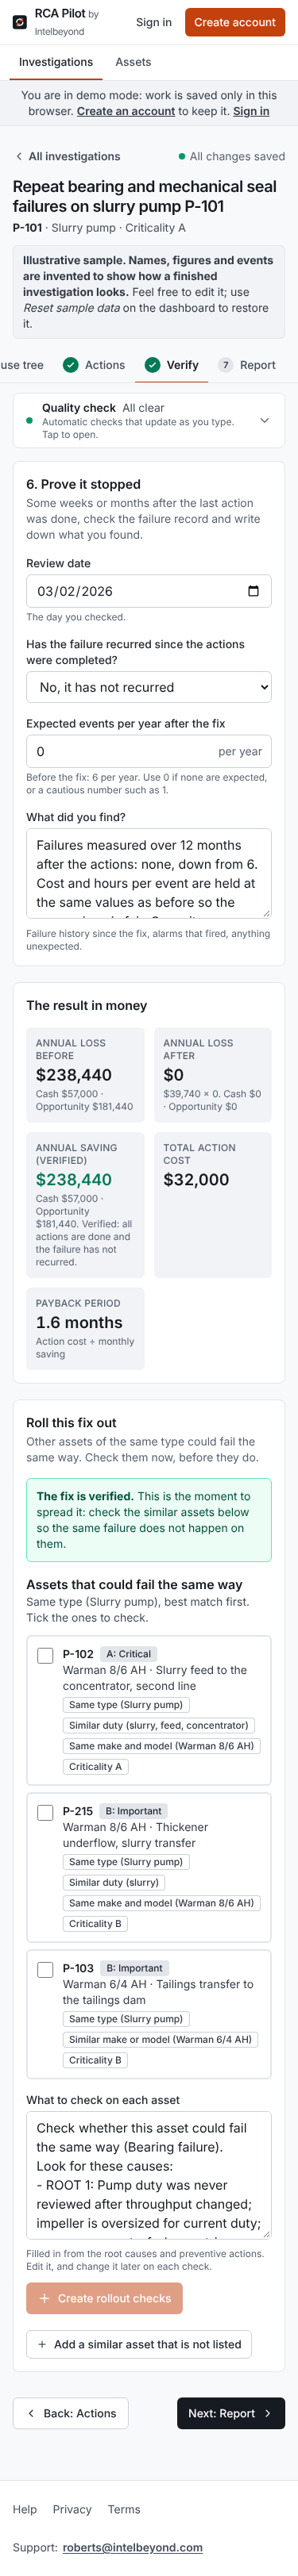 RCA Pilot by
Intelbeyond
Sign in
Create account
Investigations
Assets
You are in demo mode: work is saved only in this
browser. Create an account to keep it. Sign in
All investigations
All changes saved
Repeat bearing and mechanical seal
failures on slurry pump P-101
P-101 · Slurry pump · Criticality A
Illustrative sample. Names, figures and events
are invented to show how a finished
investigation looks. Feel free to edit it; use
Reset sample data on the dashboard to restore
it.
use tree
Actions
Verify
7 Report
Quality check All clear
Automatic checks that update as you type.
Tap to open.
6. Prove it stopped
Some weeks or months after the last action
was done, check the failure record and write
down what you found.
Review date
03/02/2026
The day you checked.
Has the failure recurred since the actions
were completed?
No, it has not recurred
Expected events per year after the fix
0
per year
Before the fix: 6 per year. Use 0 if none are expected,
or a cautious number such as 1.
What did you find?
Failures measured over 12 months
after the actions: none, down from 6.
Cost and hours per event are held at
the same values as before so the
Failure history since the fix, alarms that fired, anything
unexpected.
The result in money
ANNUAL LOSS
BEFORE
$238,440
Cash $57,000 ·
Opportunity $181,440
ANNUAL LOSS
AFTER
$0
$39,740 × 0. Cash $0
· Opportunity $0
ANNUAL SAVING
(VERIFIED)
$238,440
Cash $57,000 ·
Opportunity
$181,440. Verified: all
actions are done and
the failure has not
recurred.
TOTAL ACTION
COST
$32,000
PAYBACK PERIOD
1.6 months
Action cost ÷ monthly
saving
Roll this fix out
Other assets of the same type could fail the
same way. Check them now, before they do.
The fix is verified. This is the moment to
spread it: check the similar assets below
so the same failure does not happen on
them.
Assets that could fail the same way
Same type (Slurry pump), best match first.
Tick the ones to check.
P-102 A: Critical
Warman 8/6 AH · Slurry feed to the
concentrator, second line
Same type (Slurry pump)
Similar duty (slurry, feed, concentrator)
Same make and model (Warman 8/6 AH)
Criticality A
P-215 B: Important
Warman 8/6 AH · Thickener
underflow, slurry transfer
Same type (Slurry pump)
Similar duty (slurry)
Same make and model (Warman 8/6 AH)
Criticality B
P-103 B: Important
Warman 6/4 AH · Tailings transfer to
the tailings dam
Same type (Slurry pump)
Similar make or model (Warman 6/4 AH)
Criticality B
What to check on each asset
Check whether this asset could fail
the same way (Bearing failure).
Look for these causes:
- ROOT 1: Pump duty was never
reviewed after throughput changed;
impeller is oversized for current duty;
Filled in from the root causes and preventive actions.
Edit it, and change it later on each check.
Create rollout checks
Add a similar asset that is not listed
Back: Actions
Next: Report
Help
Privacy
Terms
Support: roberts@intelbeyond.com